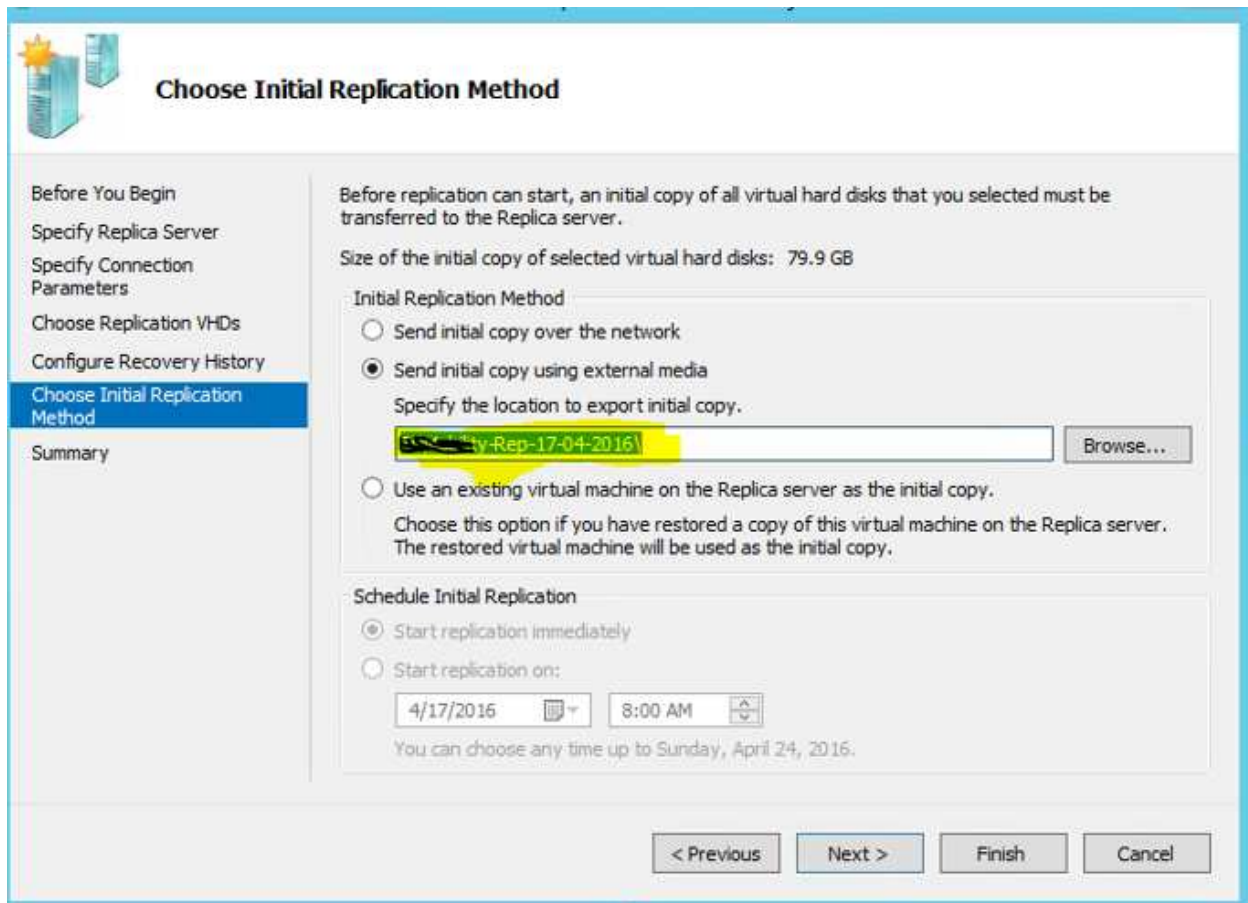 Choose Initial Replication Method
Before You Begin
Specify Replica Server
Specify Connection
Parameters
Choose Replication VHDs
Configure Recovery History
Choose Initial Replication
Method
Summary
Before replication can start, an initial copy of all virtual hard disks that you selected must be
transferred to the Replica server.
Size of the initial copy of selected virtual hard disks: 79.9 GB
Initial Replication Method
Send initial copy over the network
Send initial copy using external media
Specify the location to export initial copy.
ty-Rep-17-04-2016\
Browse...
Use an existing virtual machine on the Replica server as the initial copy.
Choose this option if you have restored a copy of this virtual machine on the Replica server.
The restored virtual machine will be used as the initial copy.
Schedule Initial Replication
Start replication immediately
Start replication on:
4/17/2016 8:00 AM
You can choose any time up to Sunday, April 24, 2016.
< Previous Next > Finish Cancel